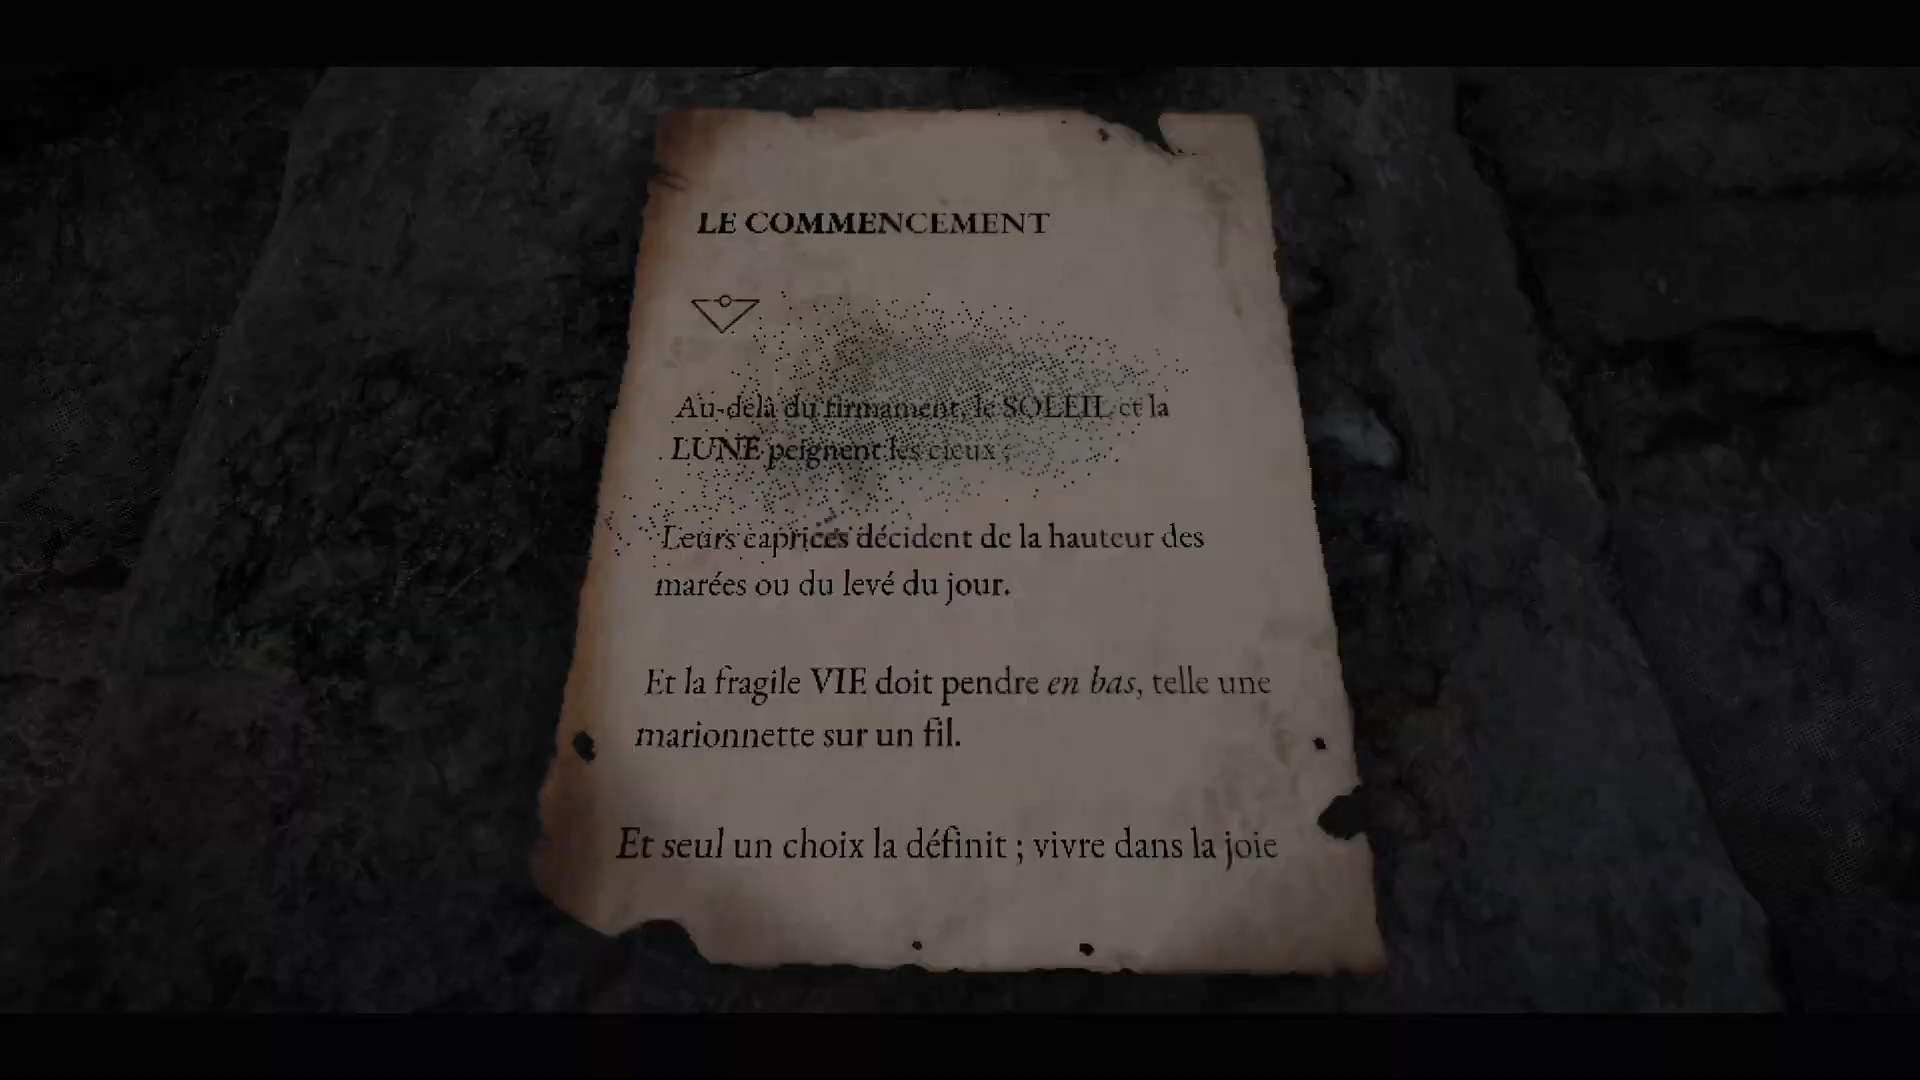 LE COMMENCEMENT
Au-delà du firmament, le SOLEIL et la
LUNE peignent les cieux ;
Leurs caprices décident de la hauteur des
marées ou du levé du jour.
Et la fragile VIE doit pendre en bas, telle une
marionnette sur un fil.
Et seul un choix la définit ; vivre dans la joie